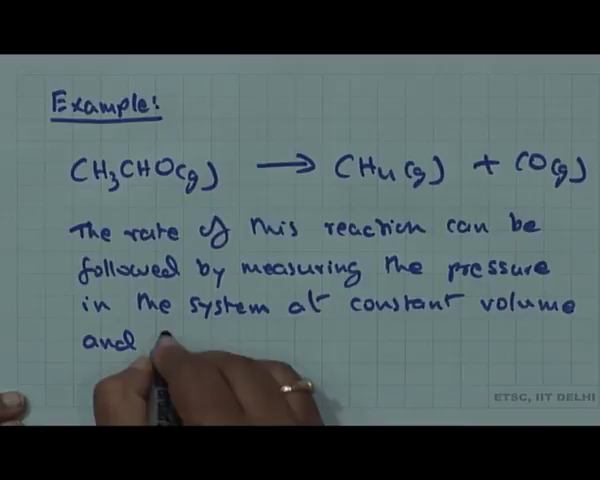 Example:
CH3CHO(g) → CH4(g) + CO(g)
The rate of this reaction can be
followed by measuring the pressure
in the system at constant volume
and
ETSC, IIT DELHI